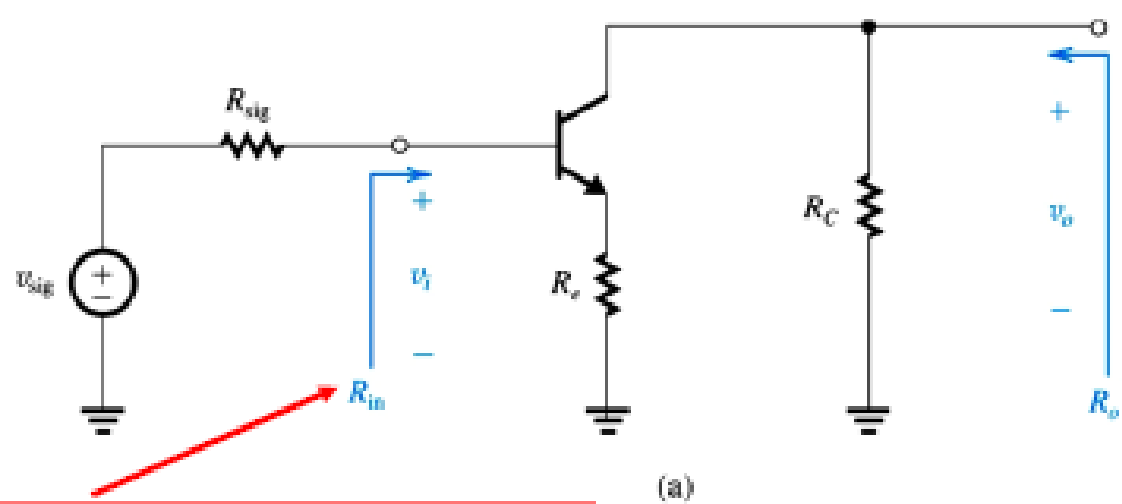 R_sig
+
R_C
v_o
v_sig
+
−
v_i
R_e
−
−
R_in
R_o
(a)
+